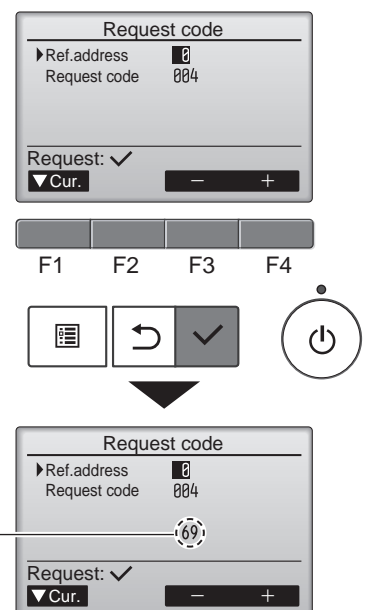 Request code
▶Ref.address 0
Request code 004
Request: ✓
▼Cur. − +
F1 F2 F3 F4
Request code
▶Ref.address 0
Request code 004
69
Request: ✓
▼Cur. − +